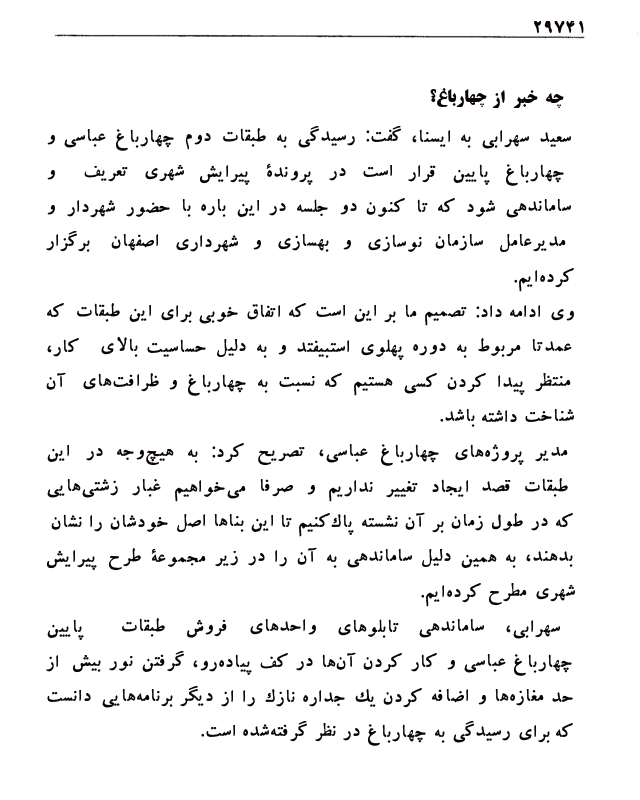 ۲۹۷۴۱
چه خبر از چهارباغ؟
سعید سهرابی به ایسنا، گفت: رسیدگی به طبقات دوم چهارباغ عباسی و
چهارباغ پایین قرار است در پروندهٔ پیرایش شهری تعریف و
ساماندهی شود که تا کنون دو جلسه در این باره با حضور شهردار و
مدیرعامل سازمان نوسازی و بهسازی و شهرداری اصفهان برگزار
کرده‌ایم.
وی ادامه داد: تصمیم ما بر این است که اتفاق خوبی برای این طبقات که
عمدتا مربوط به دوره پهلوی استبیفتد و به دلیل حساسیت بالای کار،
منتظر پیدا کردن کسی هستیم که نسبت به چهارباغ و ظرافت‌های آن
شناخت داشته باشد.
مدیر پروژه‌های چهارباغ عباسی، تصریح کرد: به هیچ‌وجه در این
طبقات قصد ایجاد تغییر نداریم و صرفا می‌خواهیم غبار زشتی‌هایی
که در طول زمان بر آن نشسته پاك‌کنیم تا این بناها اصل خودشان را نشان
بدهند، به همین دلیل ساماندهی به آن را در زیر مجموعهٔ طرح پیرایش
شهری مطرح کرده‌ایم.
سهرابی، ساماندهی تابلوهای واحدهای فروش طبقات پایین
چهارباغ عباسی و کار کردن آن‌ها در کف پیاده‌رو، گرفتن نور بیش از
حد مغازه‌ها و اضافه کردن یك جداره نازك را از دیگر برنامه‌هایی دانست
که برای رسیدگی به چهارباغ در نظر گرفته‌شده است.